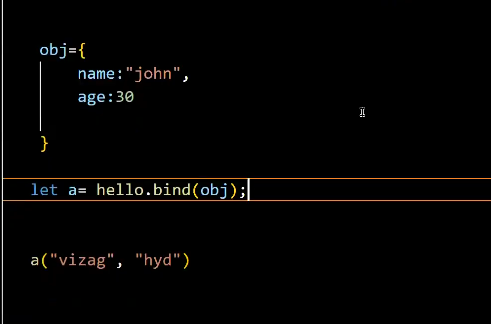 obj={
name:"john",
age:30
}
let a= hello.bind(obj);
a("vizag", "hyd")